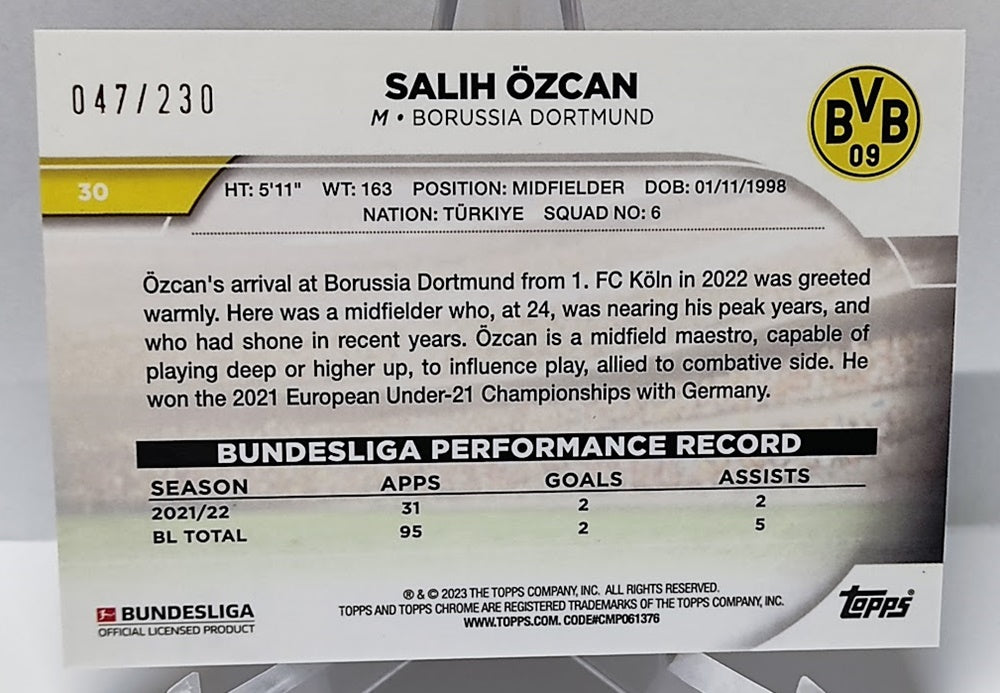 047/230
SALIH ÖZCAN
M • BORUSSIA DORTMUND
BVB
09
30
HT: 5'11" WT: 163 POSITION: MIDFIELDER DOB: 01/11/1998
NATION: TÜRKIYE SQUAD NO: 6
Özcan's arrival at Borussia Dortmund from 1. FC Köln in 2022 was greeted
warmly. Here was a midfielder who, at 24, was nearing his peak years, and
who had shone in recent years. Özcan is a midfield maestro, capable of
playing deep or higher up, to influence play, allied to combative side. He
won the 2021 European Under-21 Championships with Germany.
BUNDESLIGA PERFORMANCE RECORD
SEASON APPS GOALS ASSISTS
2021/22 31 2 2
BL TOTAL 95 2 5
BUNDESLIGA
OFFICIAL LICENSED PRODUCT
® & © 2023 THE TOPPS COMPANY, INC. ALL RIGHTS RESERVED.
TOPPS AND TOPPS CHROME ARE REGISTERED TRADEMARKS OF THE TOPPS COMPANY, INC.
WWW.TOPPS.COM. CODE#CMP061376
topps®